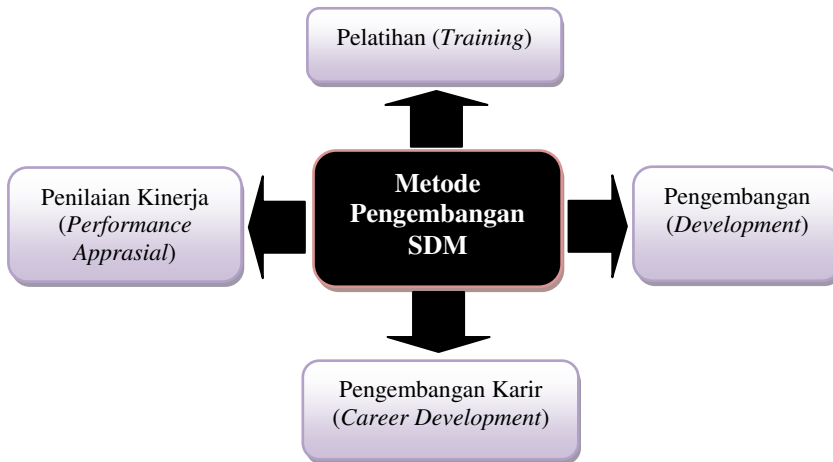 Pelatihan (Training)
Metode
Pengembangan
SDM
Penilaian Kinerja
(Performance
Apprasial)
Pengembangan
(Development)
Pengembangan Karir
(Career Development)